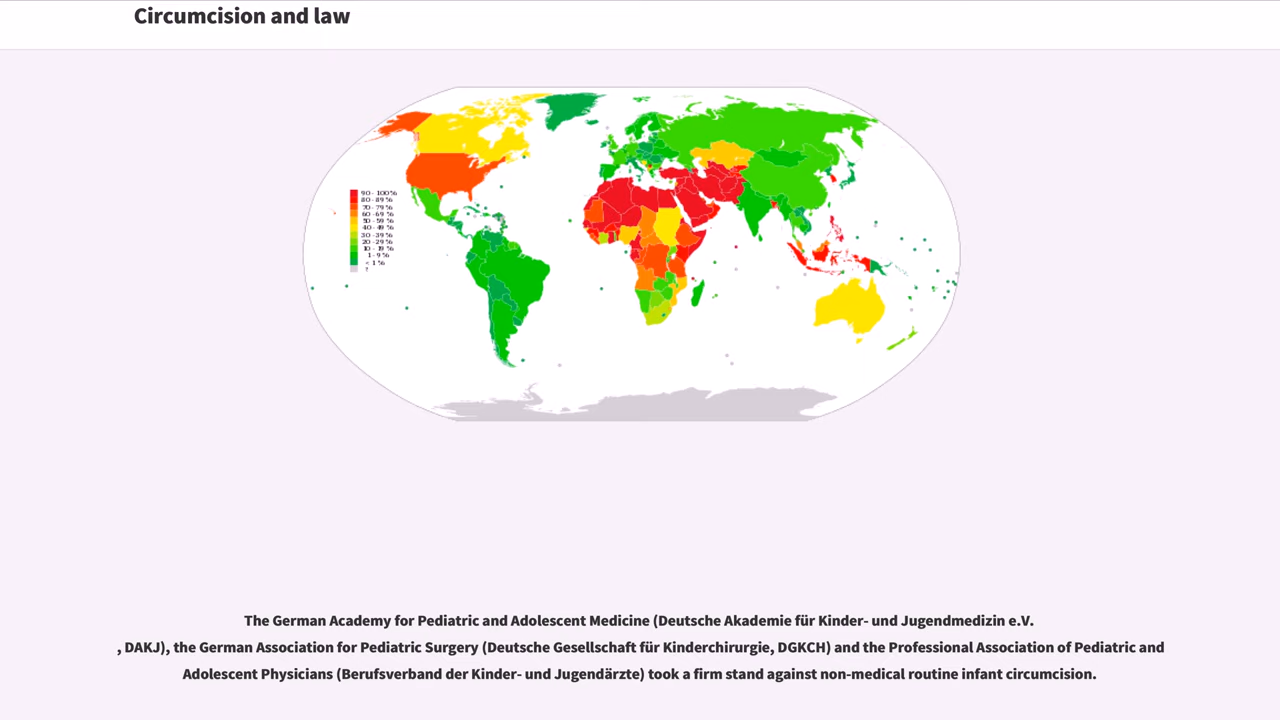 Circumcision and law
90 - 100 %
80 - 89 %
70 - 79 %
60 - 69 %
50 - 59 %
40 - 49 %
30 - 39 %
20 - 29 %
10 - 19 %
1 - 9 %
< 1 %
?
The German Academy for Pediatric and Adolescent Medicine (Deutsche Akademie für Kinder- und Jugendmedizin e.V.
, DAKJ), the German Association for Pediatric Surgery (Deutsche Gesellschaft für Kinderchirurgie, DGKCH) and the Professional Association of Pediatric and
Adolescent Physicians (Berufsverband der Kinder- und Jugendärzte) took a firm stand against non-medical routine infant circumcision.